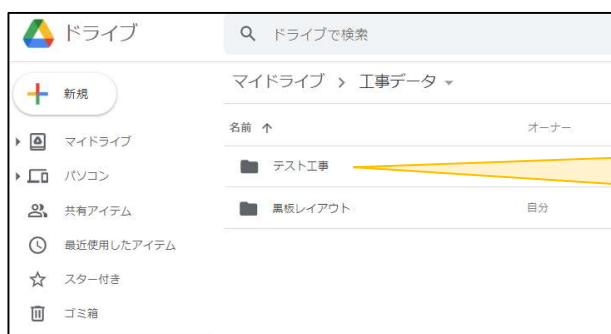 ドライブ
ドライブで検索
新規
マイドライブ
パソコン
共有アイテム
最近使用したアイテム
スター付き
ゴミ箱
マイドライブ > 工事データ
名前 ↑ オーナー
テスト工事
黒板レイアウト 自分